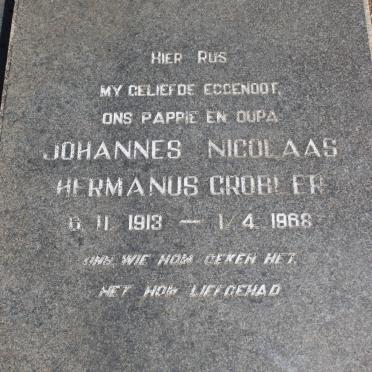 HIER RUS
MY GELIEFDE EGGENOOT,
ONS PAPPIE EN OUPA
JOHANNES NICOLAAS
HERMANUS GROBLER
6. 11. 1913 — 1. 4. 1968
ONS, WIE HOM GEKEN HET,
HET HOM LIEFGEHAD